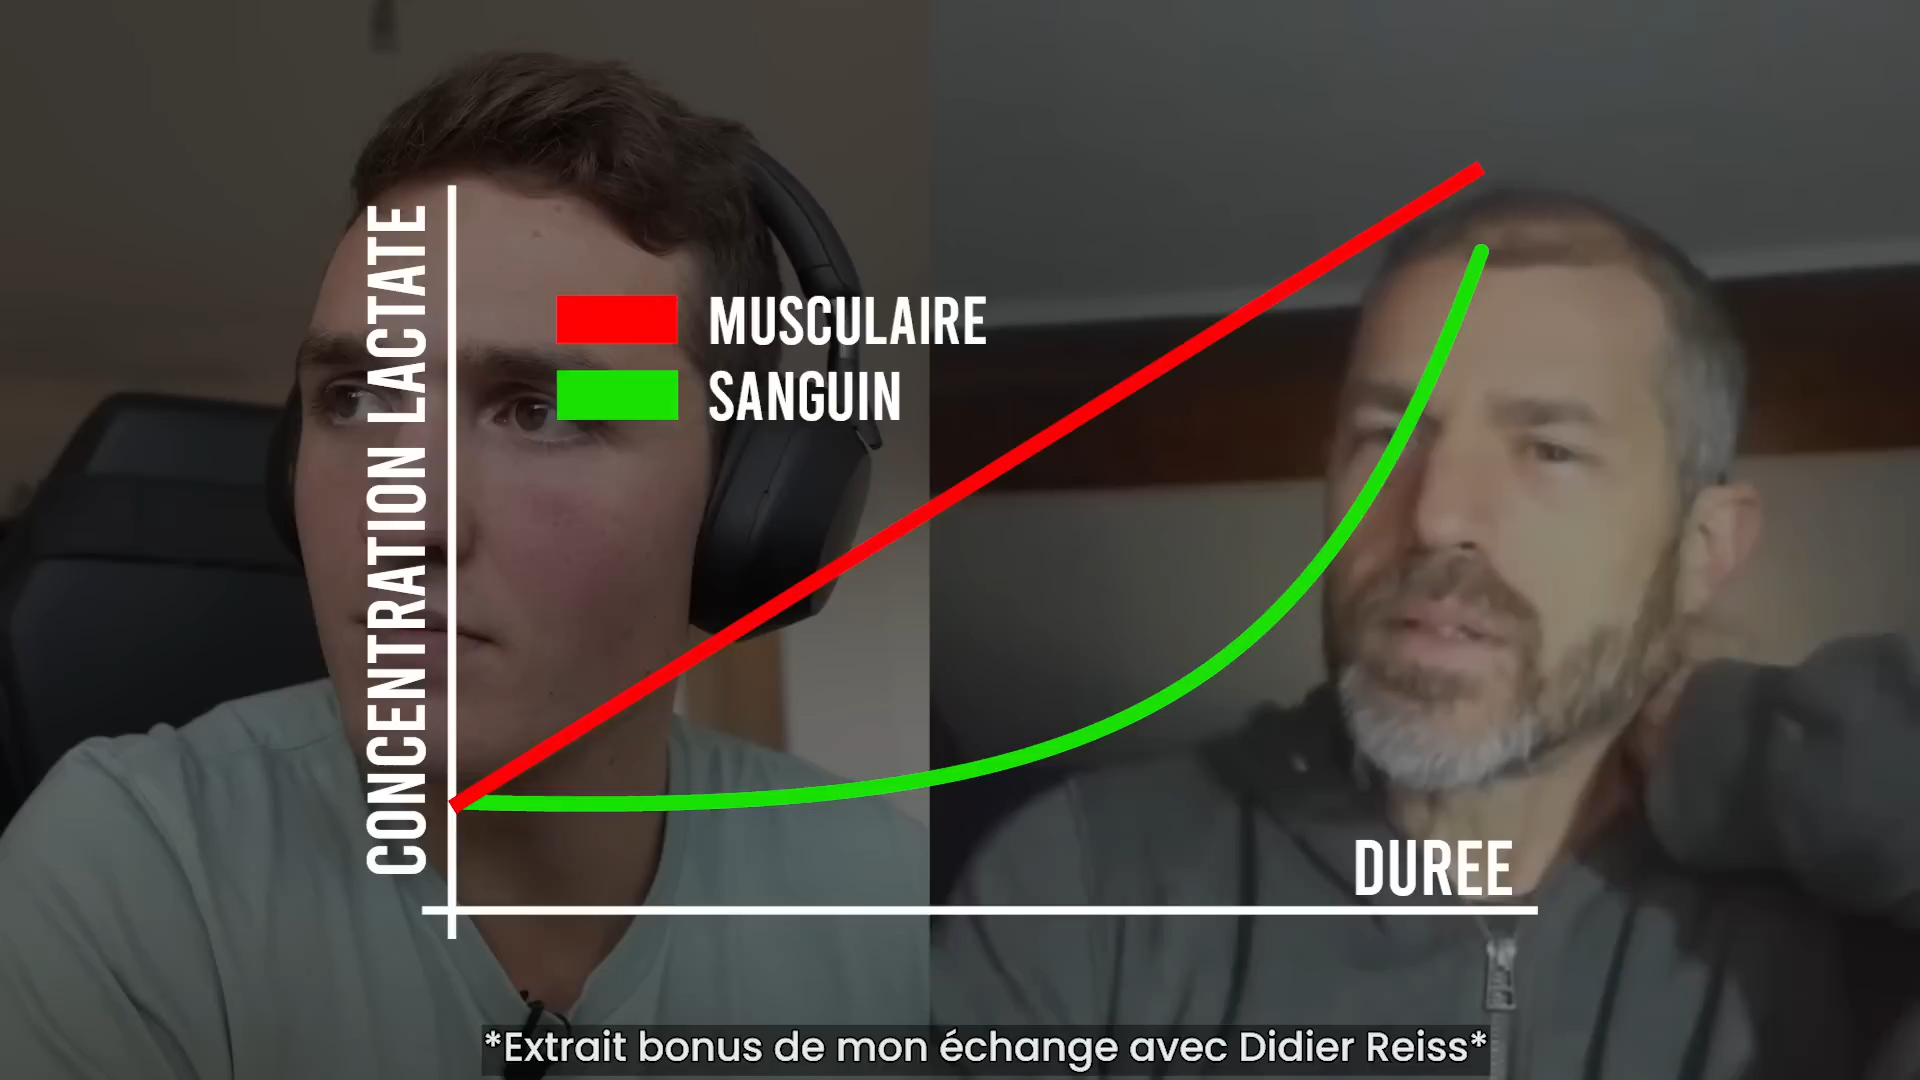 CONCENTRATION LACTATE
MUSCULAIRE
SANGUIN
DUREE
*Extrait bonus de mon échange avec Didier Reiss*